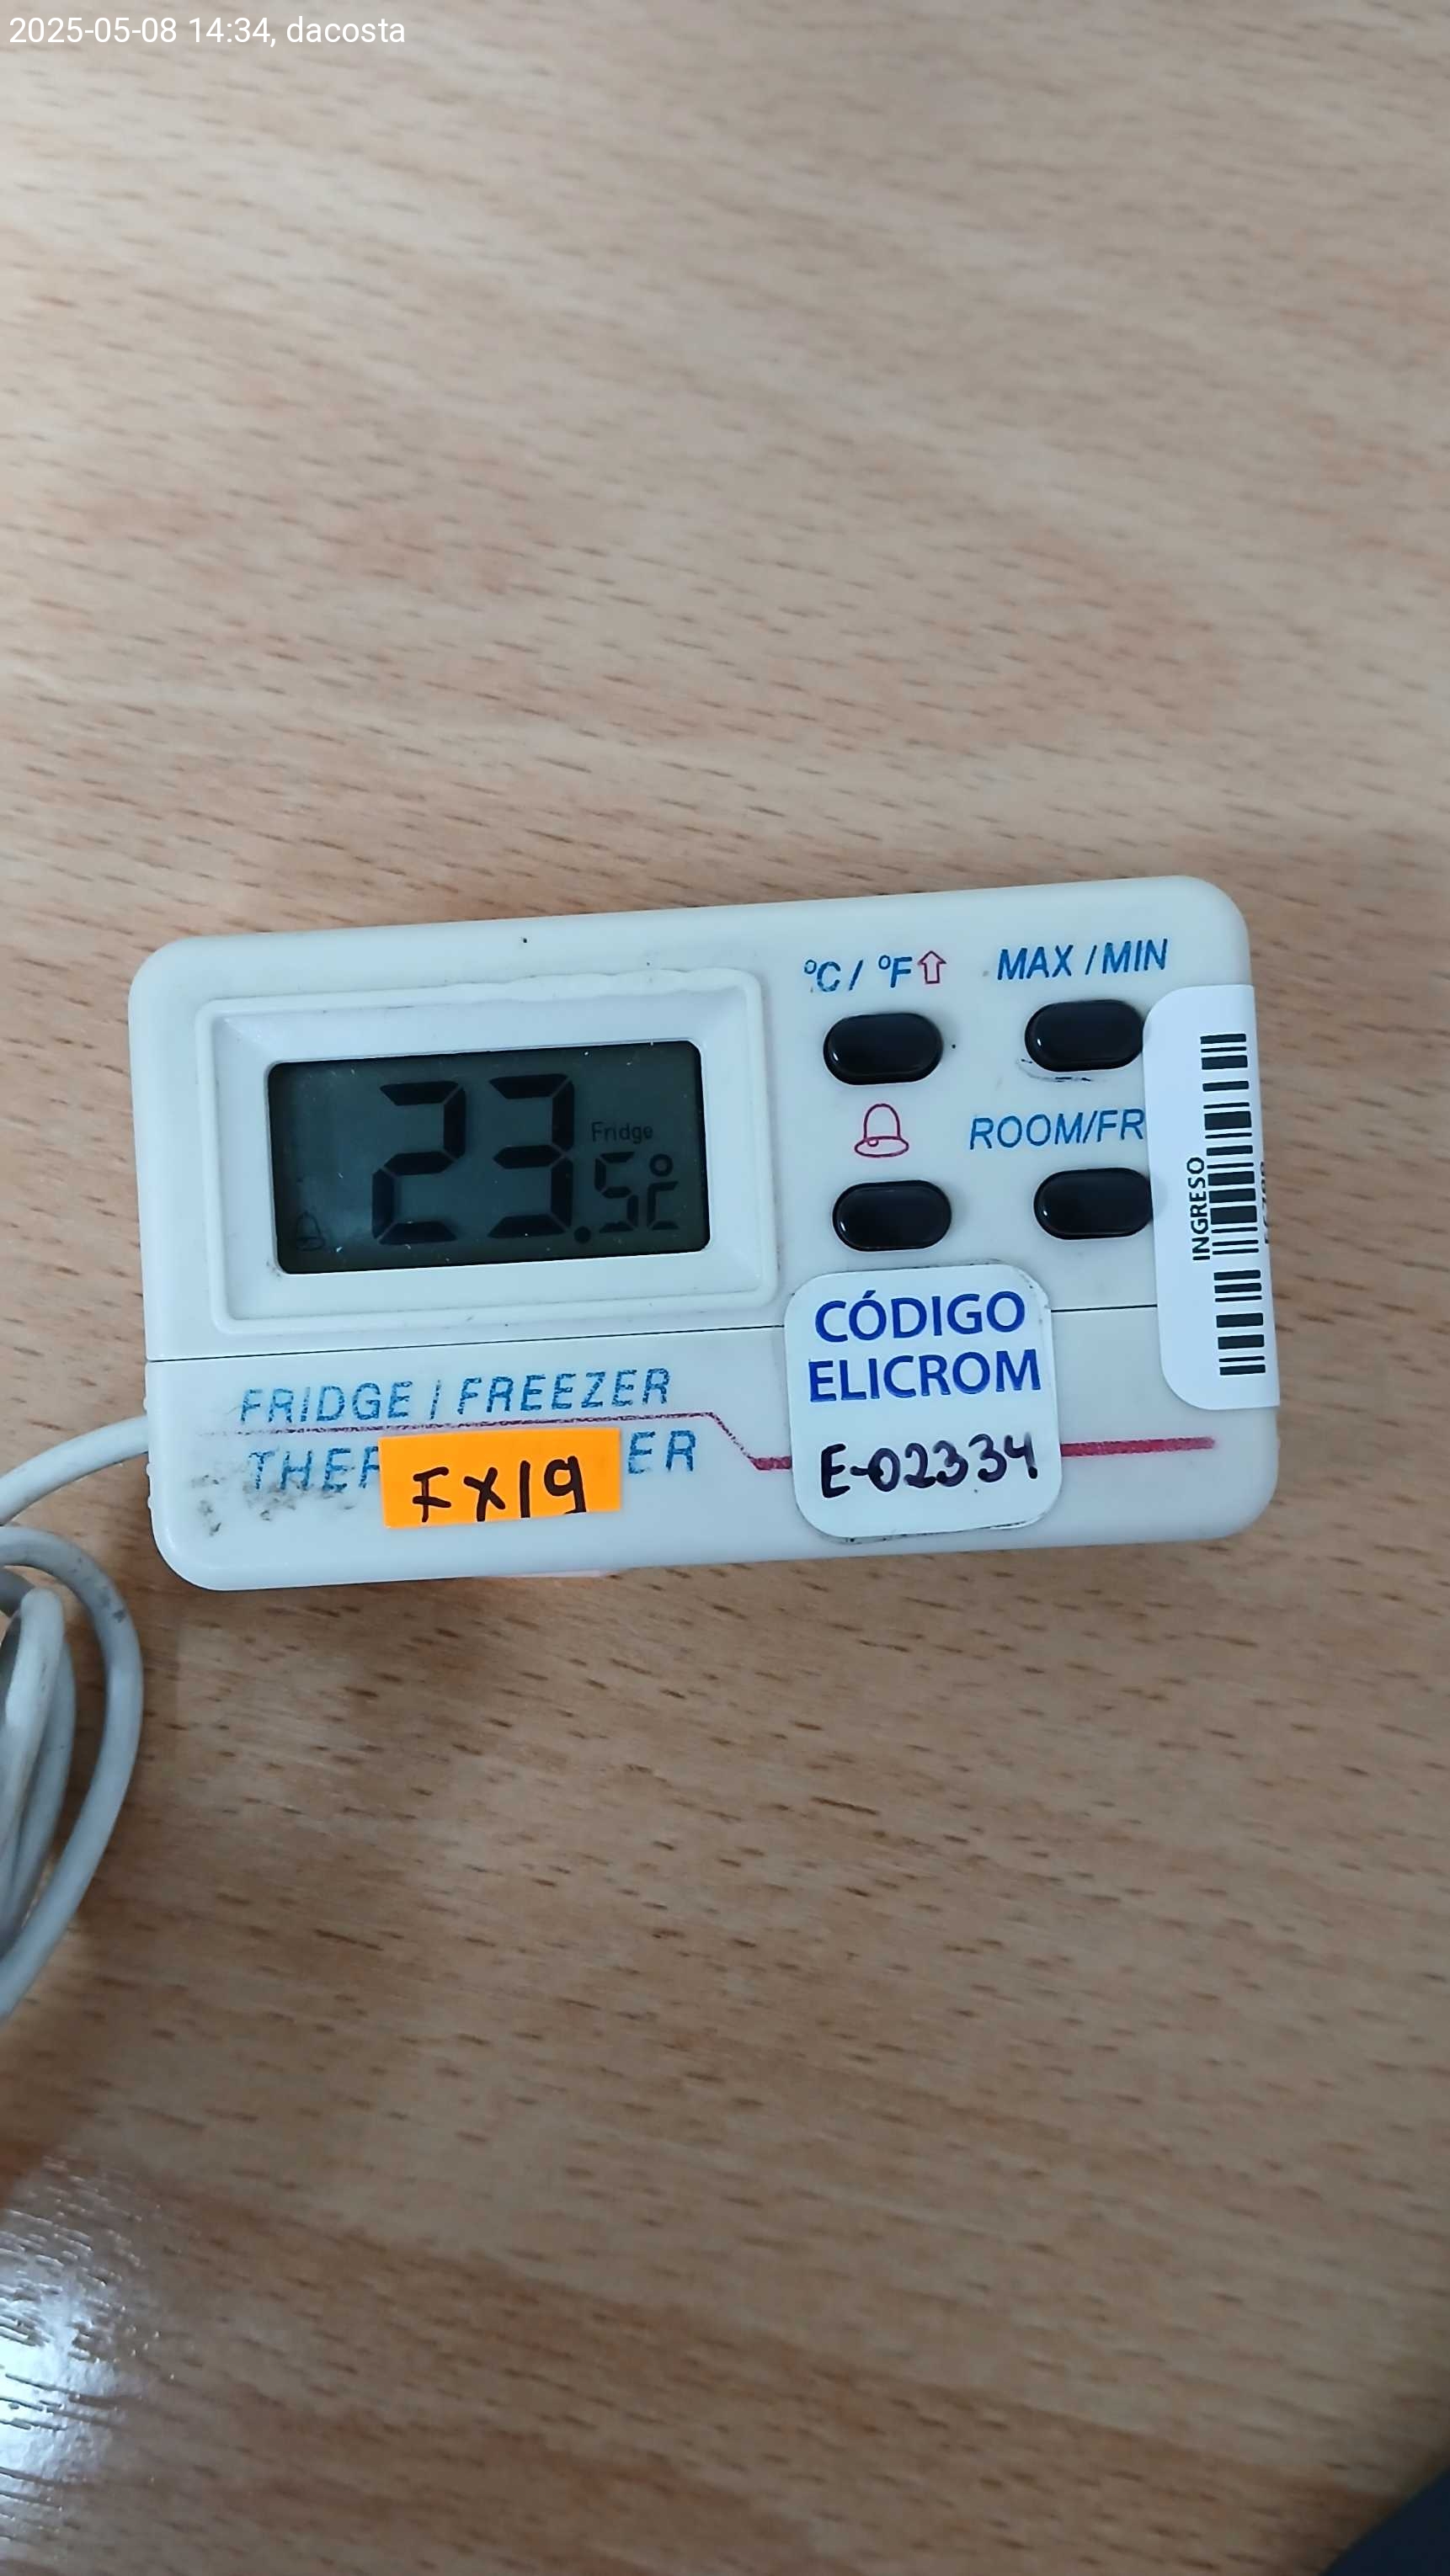 2025-05-08 14:34, dacosta
°C / °F⇧ MAX / MIN
23.5°C
Fridge
ROOM/FR
INGRESO
CÓDIGO
ELICROM
E-02334
FRIDGE / FREEZER
THER ER
FX19